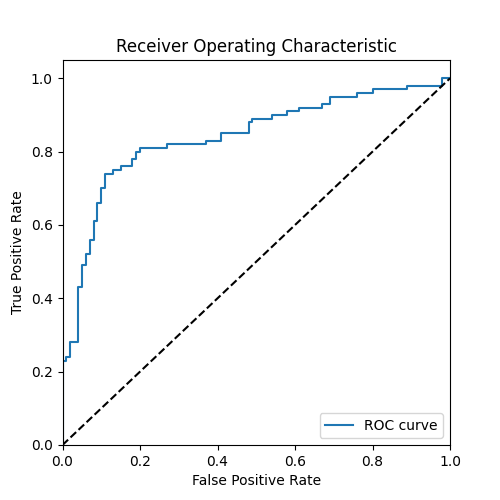 Receiver Operating Characteristic
1.0
0.8
0.6
0.4
0.2
0.0
True Positive Rate
ROC curve
0.0 0.2 0.4 0.6 0.8 1.0
False Positive Rate